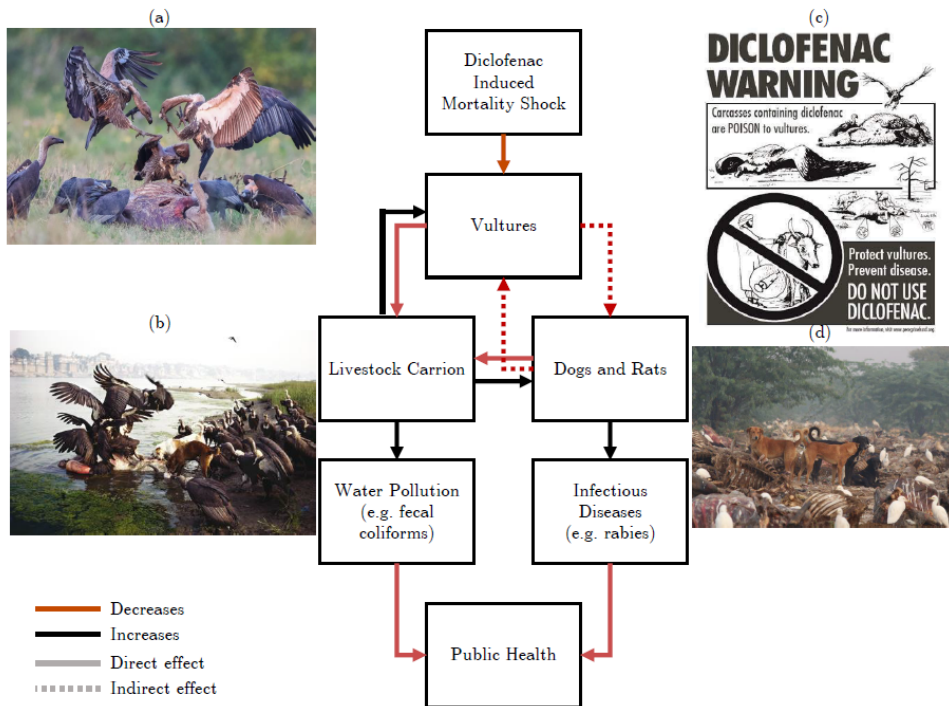 (a)
(c)
Diclofenac
Induced
Mortality Shock
DICLOFENAC
WARNING
Carcasses containing diclofenac
are POISON to vultures.
Vultures
Protect vultures.
Prevent disease.
DO NOT USE
DICLOFENAC.
(b)
(d)
Livestock Carrion
Dogs and Rats
Water Pollution
(e.g. fecal
coliforms)
Infectious
Diseases
(e.g. rabies)
Public Health
Decreases
Increases
Direct effect
Indirect effect